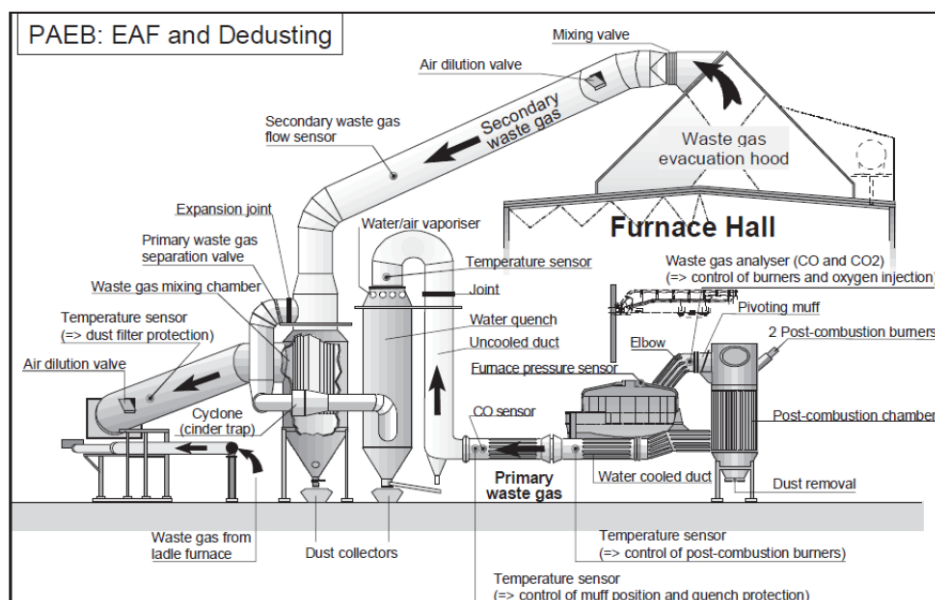 PAEB: EAF and Dedusting
Mixing valve
Air dilution valve
Secondary
waste gas
Waste gas
evacuation hood
Secondary waste gas
flow sensor
Furnace Hall
Expansion joint
Water/air vaporiser
Primary waste gas
separation valve
Temperature sensor
Waste gas analyser (CO and CO2)
(=> control of burners and oxygen injection)
Waste gas mixing chamber
Joint
Pivoting muff
Temperature sensor
(=> dust filter protection)
Water quench
2 Post-combustion burners
Uncooled duct
Elbow
Air dilution valve
Furnace pressure sensor
Cyclone
(cinder trap)
CO sensor
Post-combustion chamber
Primary
waste gas
Water cooled duct
Dust removal
Waste gas from
ladle furnace
Dust collectors
Temperature sensor
(=> control of post-combustion burners)
Temperature sensor
(=> control of muff position and quench protection)